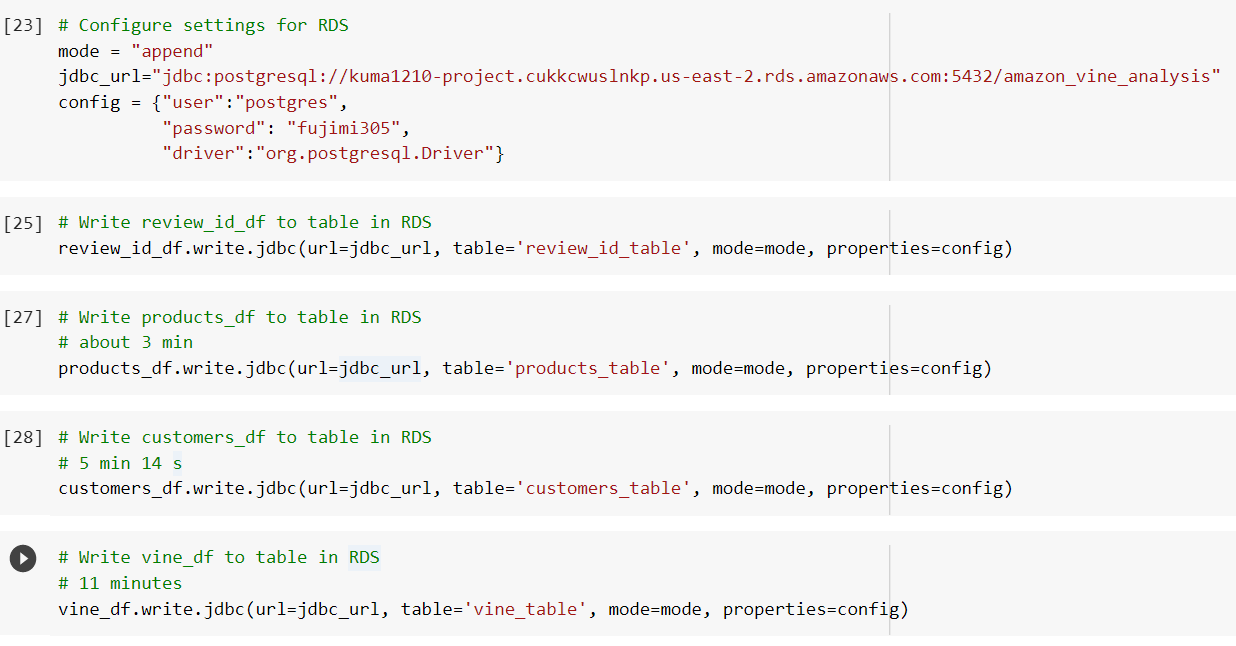 [23] # Configure settings for RDS
mode = "append"
jdbc_url="jdbc:postgresql://kuma1210-project.cukkcwuslnkp.us-east-2.rds.amazonaws.com:5432/amazon_vine_analysis"
config = {"user":"postgres",
"password": "fujimi305",
"driver":"org.postgresql.Driver"}
[25] # Write review_id_df to table in RDS
review_id_df.write.jdbc(url=jdbc_url, table='review_id_table', mode=mode, properties=config)
[27] # Write products_df to table in RDS
# about 3 min
products_df.write.jdbc(url=jdbc_url, table='products_table', mode=mode, properties=config)
[28] # Write customers_df to table in RDS
# 5 min 14 s
customers_df.write.jdbc(url=jdbc_url, table='customers_table', mode=mode, properties=config)
# Write vine_df to table in RDS
# 11 minutes
vine_df.write.jdbc(url=jdbc_url, table='vine_table', mode=mode, properties=config)